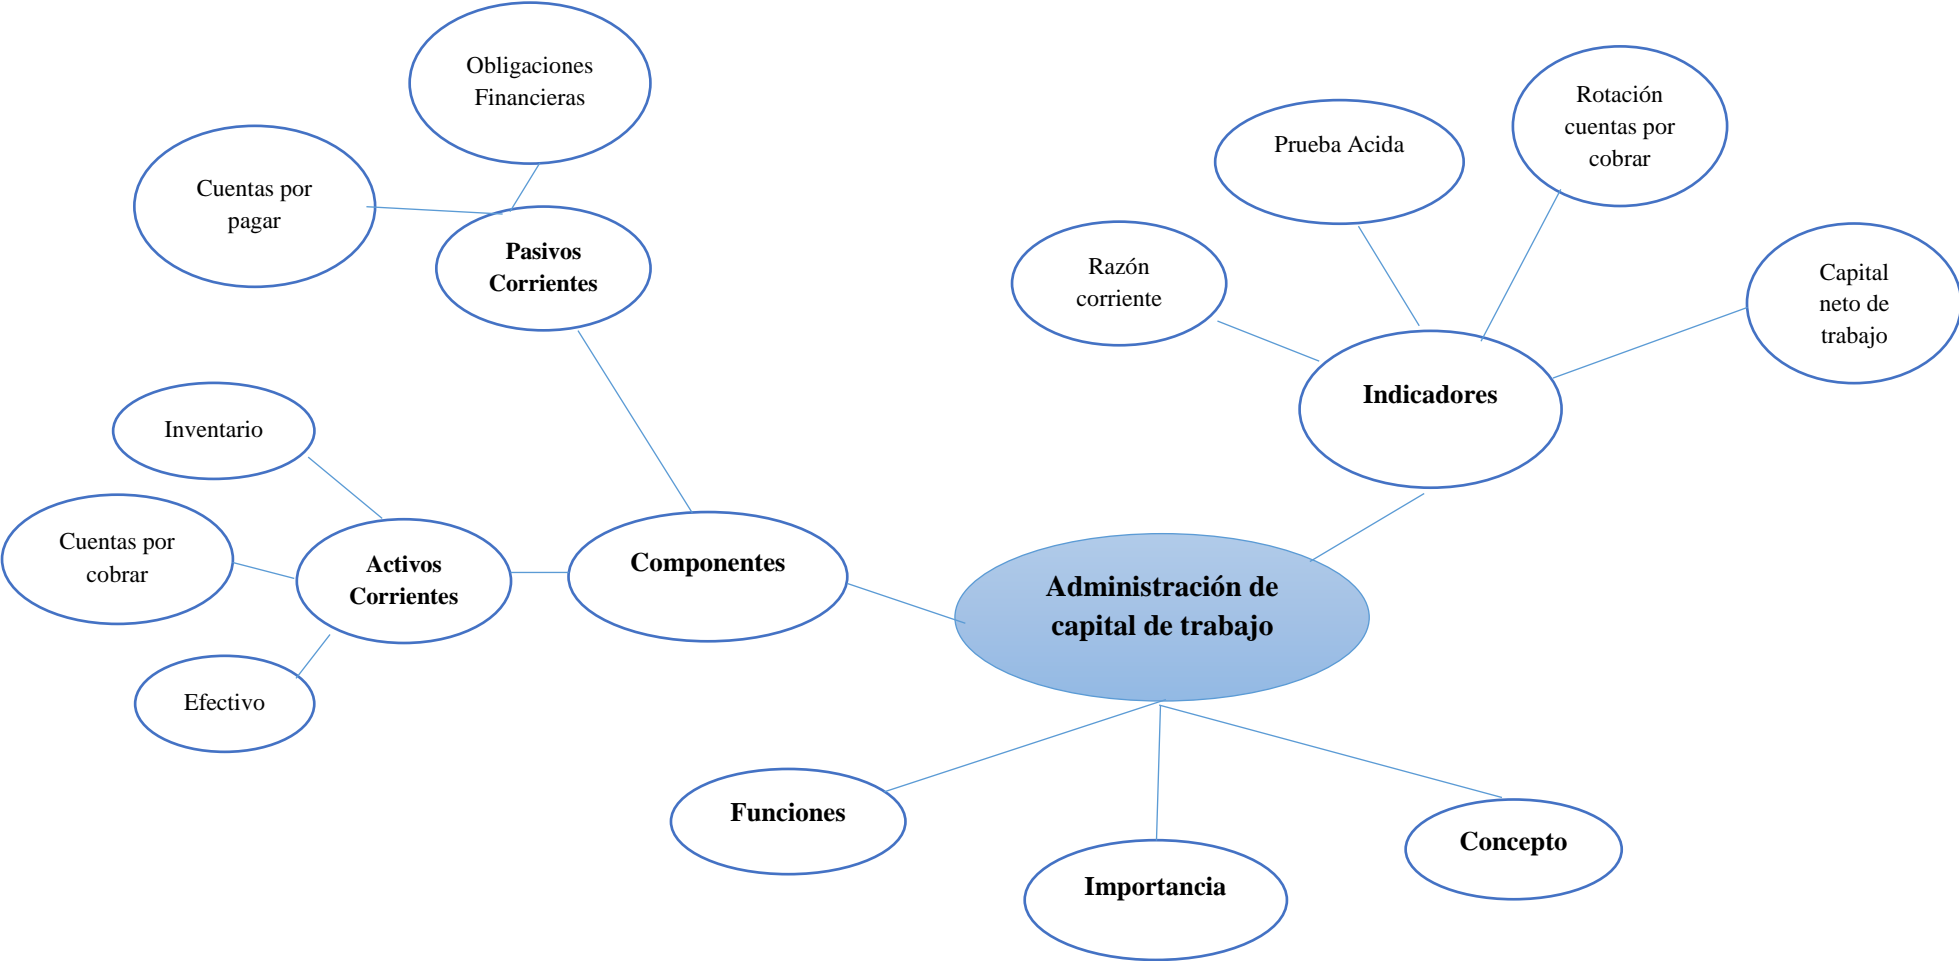 Obligaciones
Financieras
Cuentas por
pagar
Pasivos
Corrientes
Inventario
Cuentas por
cobrar
Activos
Corrientes
Efectivo
Componentes
Prueba Acida
Rotación
cuentas por
cobrar
Razón
corriente
Capital
neto de
trabajo
Indicadores
Administración de
capital de trabajo
Funciones
Importancia
Concepto